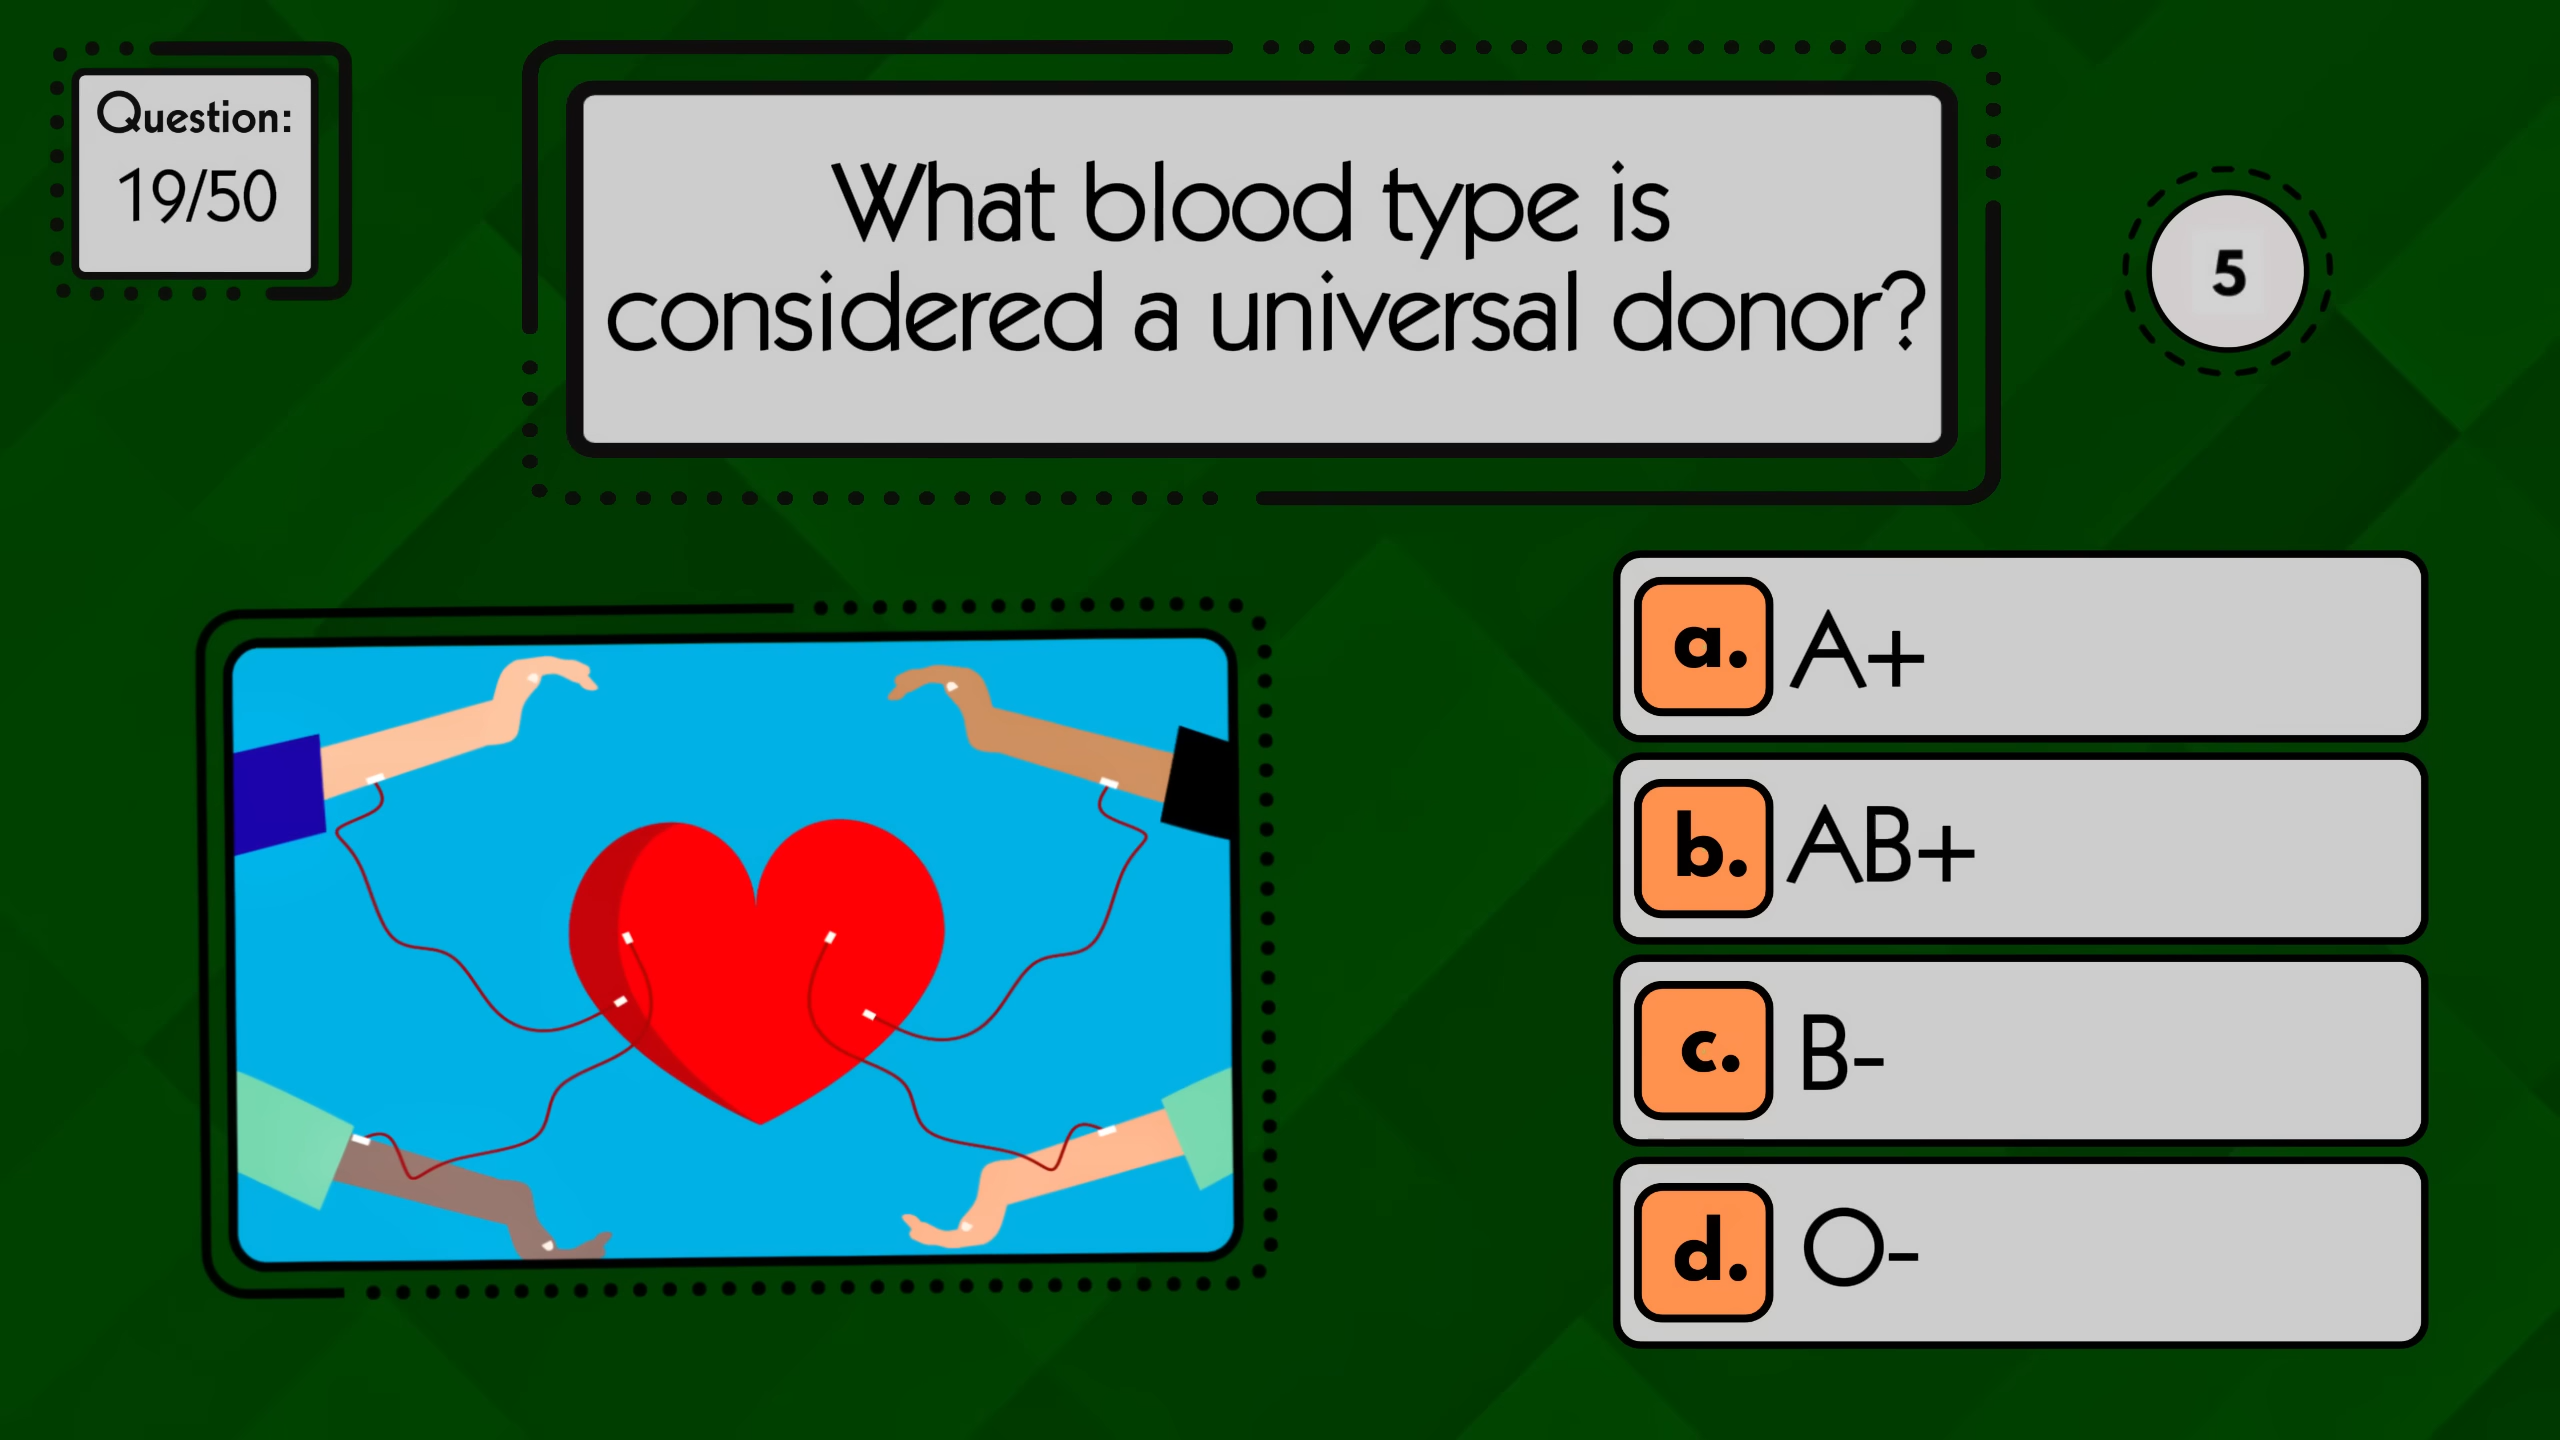 Question:
19/50
What blood type is
considered a universal donor?
5
a. A+
b. AB+
c. B-
d. O-